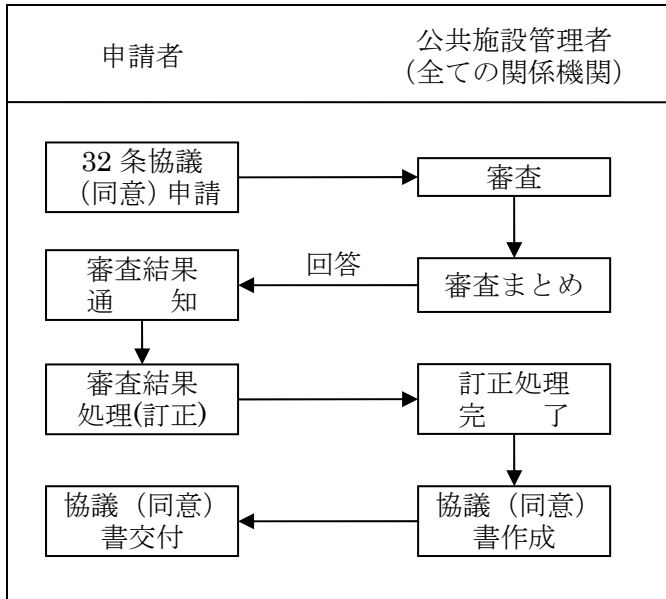 申請者
公共施設管理者
(全ての関係機関)
32 条協議
(同意) 申請
審査
審査結果
通　　知
回答
審査まとめ
審査結果
処理(訂正)
訂正処理
完　　了
協議（同意）
書交付
協議（同意）
書作成